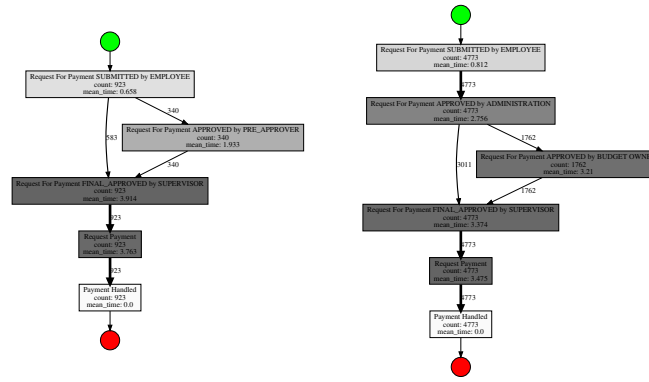 Request For Payment SUBMITTED by EMPLOYEE
count: 923
mean_time: 0.658
340
583
Request For Payment APPROVED by PRE_APPROVER
count: 340
mean_time: 1.933
340
Request For Payment FINAL_APPROVED by SUPERVISOR
count: 923
mean_time: 3.914
923
Request Payment
count: 923
mean_time: 3.763
923
Payment Handled
count: 923
mean_time: 0.0
Request For Payment SUBMITTED by EMPLOYEE
count: 4773
mean_time: 0.812
4773
Request For Payment APPROVED by ADMINISTRATION
count: 4773
mean_time: 2.756
1762
3011
Request For Payment APPROVED by BUDGET OWNE
count: 1762
mean_time: 3.21
1762
Request For Payment FINAL_APPROVED by SUPERVISOR
count: 4773
mean_time: 3.374
4773
Request Payment
count: 4773
mean_time: 3.475
4773
Payment Handled
count: 4773
mean_time: 0.0